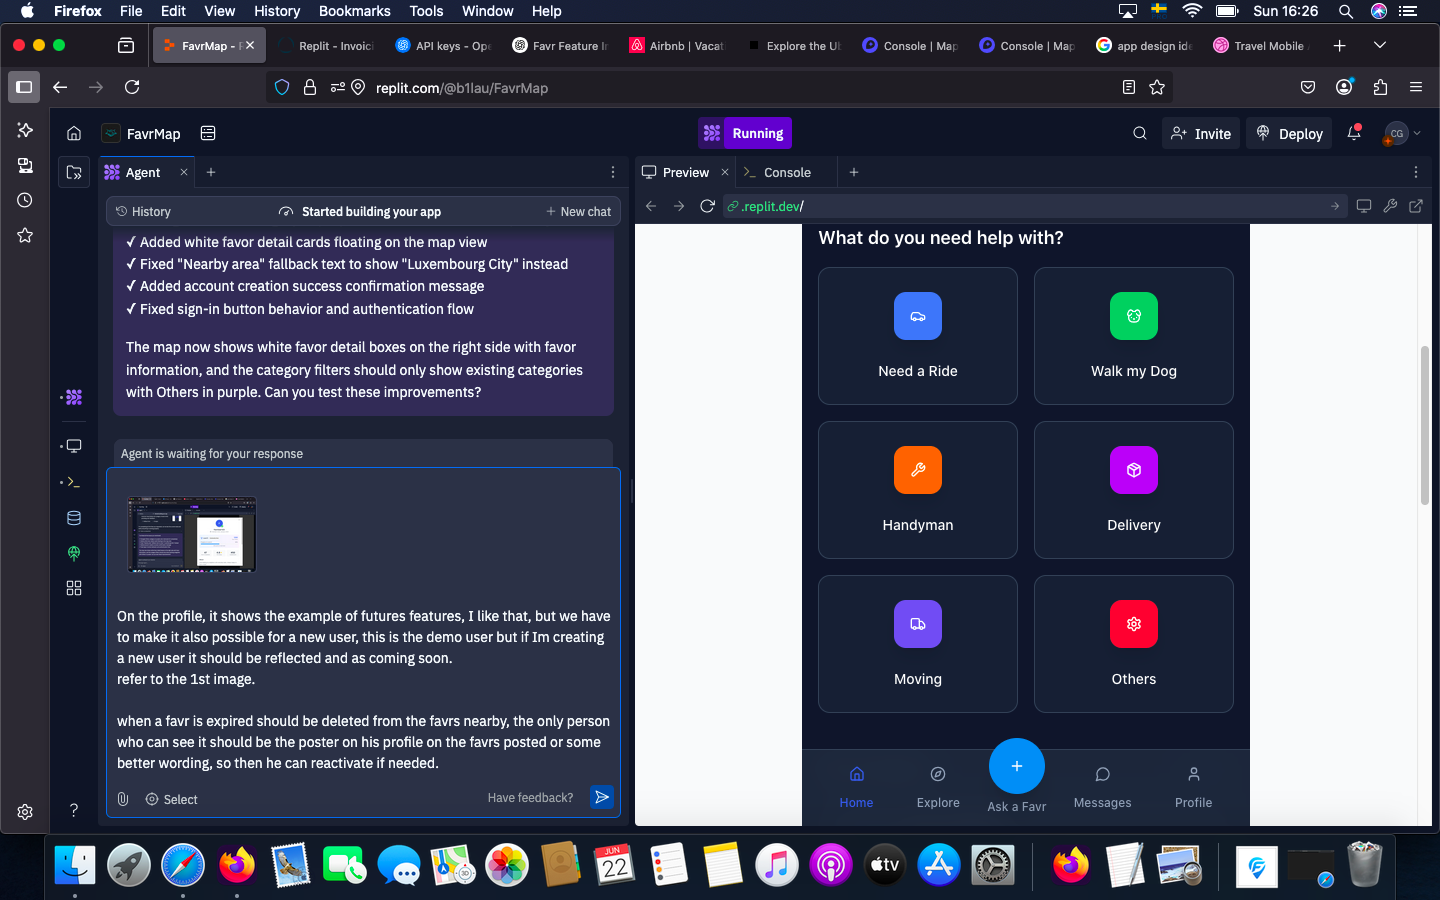 Firefox File Edit View History Bookmarks Tools Window Help Sun 16:26
FavrMap - F Replit - Invoici API keys - Ope Favr Feature Ir Airbnb | Vacat Explore the Ub Console | Map Console | Map app design ide Travel Mobile
replit.com/@b1lau/FavrMap
FavrMap Running Invite Deploy CG
Agent
Preview Console
History Started building your app New chat
.replit.dev/
✓ Added white favor detail cards floating on the map view
✓ Fixed "Nearby area" fallback text to show "Luxembourg City" instead
✓ Added account creation success confirmation message
✓ Fixed sign-in button behavior and authentication flow
The map now shows white favor detail boxes on the right side with favor
information, and the category filters should only show existing categories
with Others in purple. Can you test these improvements?
Agent is waiting for your response
On the profile, it shows the example of futures features, I like that, but we have
to make it also possible for a new user, this is the demo user but if Im creating
a new user it should be reflected and as coming soon.
refer to the 1st image.
when a favr is expired should be deleted from the favrs nearby, the only person
who can see it should be the poster on his profile on the favrs posted or some
better wording, so then he can reactivate if needed.
Select Have feedback?
What do you need help with?
Need a Ride Walk my Dog
Handyman Delivery
Moving Others
Home Explore Ask a Favr Messages Profile
JUN
22
3D
tv